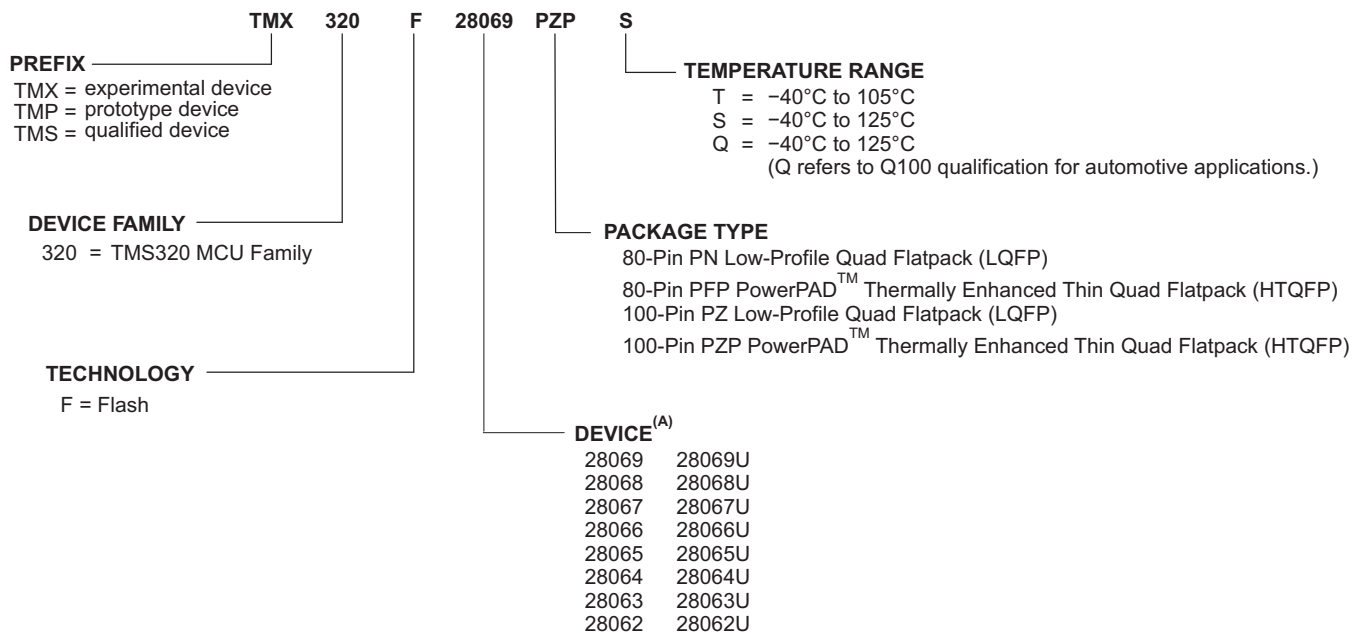 TMX 320 F 28069 PZP S
PREFIX
TMX = experimental device
TMP = prototype device
TMS = qualified device
TEMPERATURE RANGE
T = −40°C to 105°C
S = −40°C to 125°C
Q = −40°C to 125°C
(Q refers to Q100 qualification for automotive applications.)
DEVICE FAMILY
320 = TMS320 MCU Family
PACKAGE TYPE
80-Pin PN Low-Profile Quad Flatpack (LQFP)
80-Pin PFP PowerPAD™ Thermally Enhanced Thin Quad Flatpack (HTQFP)
100-Pin PZ Low-Profile Quad Flatpack (LQFP)
100-Pin PZP PowerPAD™ Thermally Enhanced Thin Quad Flatpack (HTQFP)
TECHNOLOGY
F = Flash
DEVICE(A)
28069 28069U
28068 28068U
28067 28067U
28066 28066U
28065 28065U
28064 28064U
28063 28063U
28062 28062U